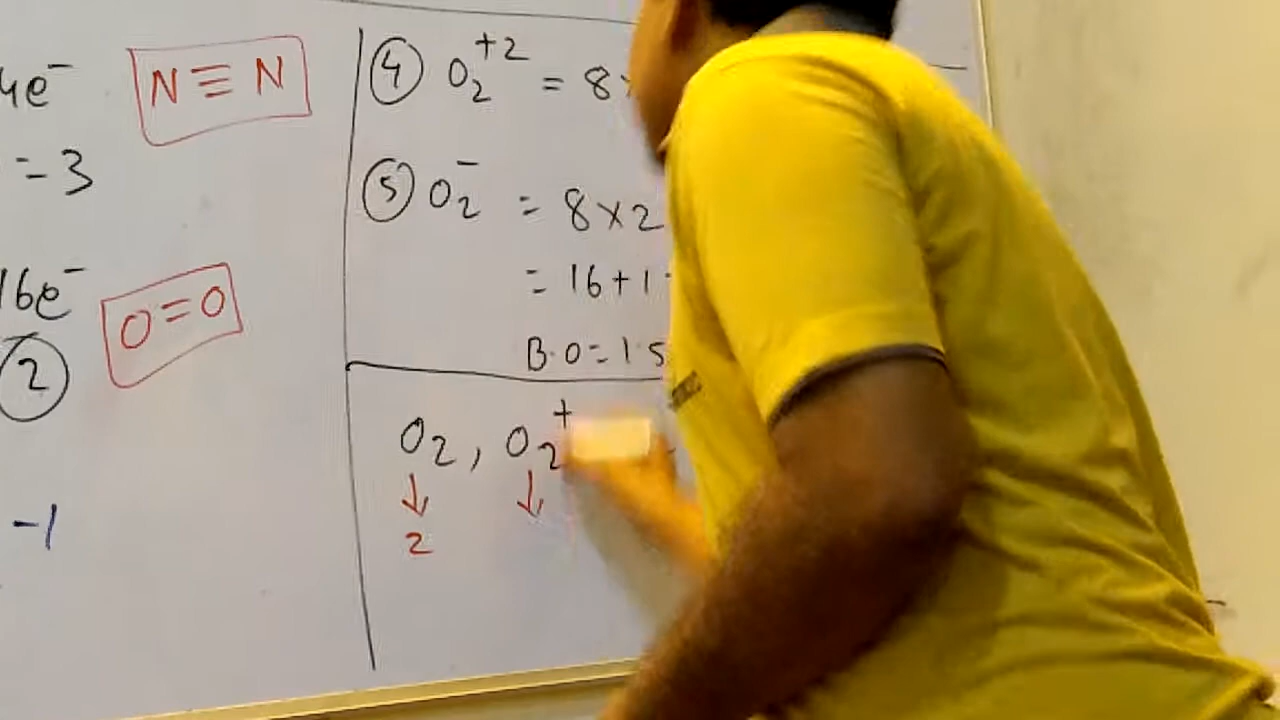 4e⁻
N≡N
= 3
16e⁻
O=O
2
-1
④ O₂⁺² = 8
⑤ O₂⁻ = 8×2
= 16+1
B.O = 1.5
O₂, O₂⁺ ,
↓ ↓
2